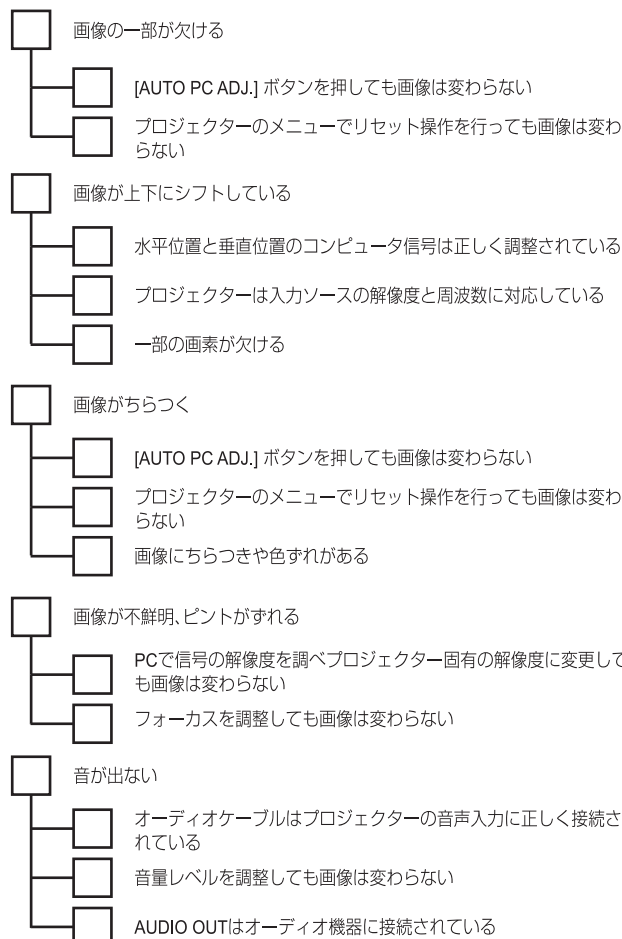 画像の一部が欠ける
[AUTO PC ADJ.] ボタンを押しても画像は変わらない
プロジェクターのメニューでリセット操作を行っても画像は変わ
らない
画像が上下にシフトしている
水平位置と垂直位置のコンピュータ信号は正しく調整されている
プロジェクターは入力ソースの解像度と周波数に対応している
一部の画素が欠ける
画像がちらつく
[AUTO PC ADJ.] ボタンを押しても画像は変わらない
プロジェクターのメニューでリセット操作を行っても画像は変わ
らない
画像にちらつきや色ずれがある
画像が不鮮明、ピントがずれる
PCで信号の解像度を調べプロジェクター固有の解像度に変更して
も画像は変わらない
フォーカスを調整しても画像は変わらない
音が出ない
オーディオケーブルはプロジェクターの音声入力に正しく接続さ
れている
音量レベルを調整しても画像は変わらない
AUDIO OUTはオーディオ機器に接続されている